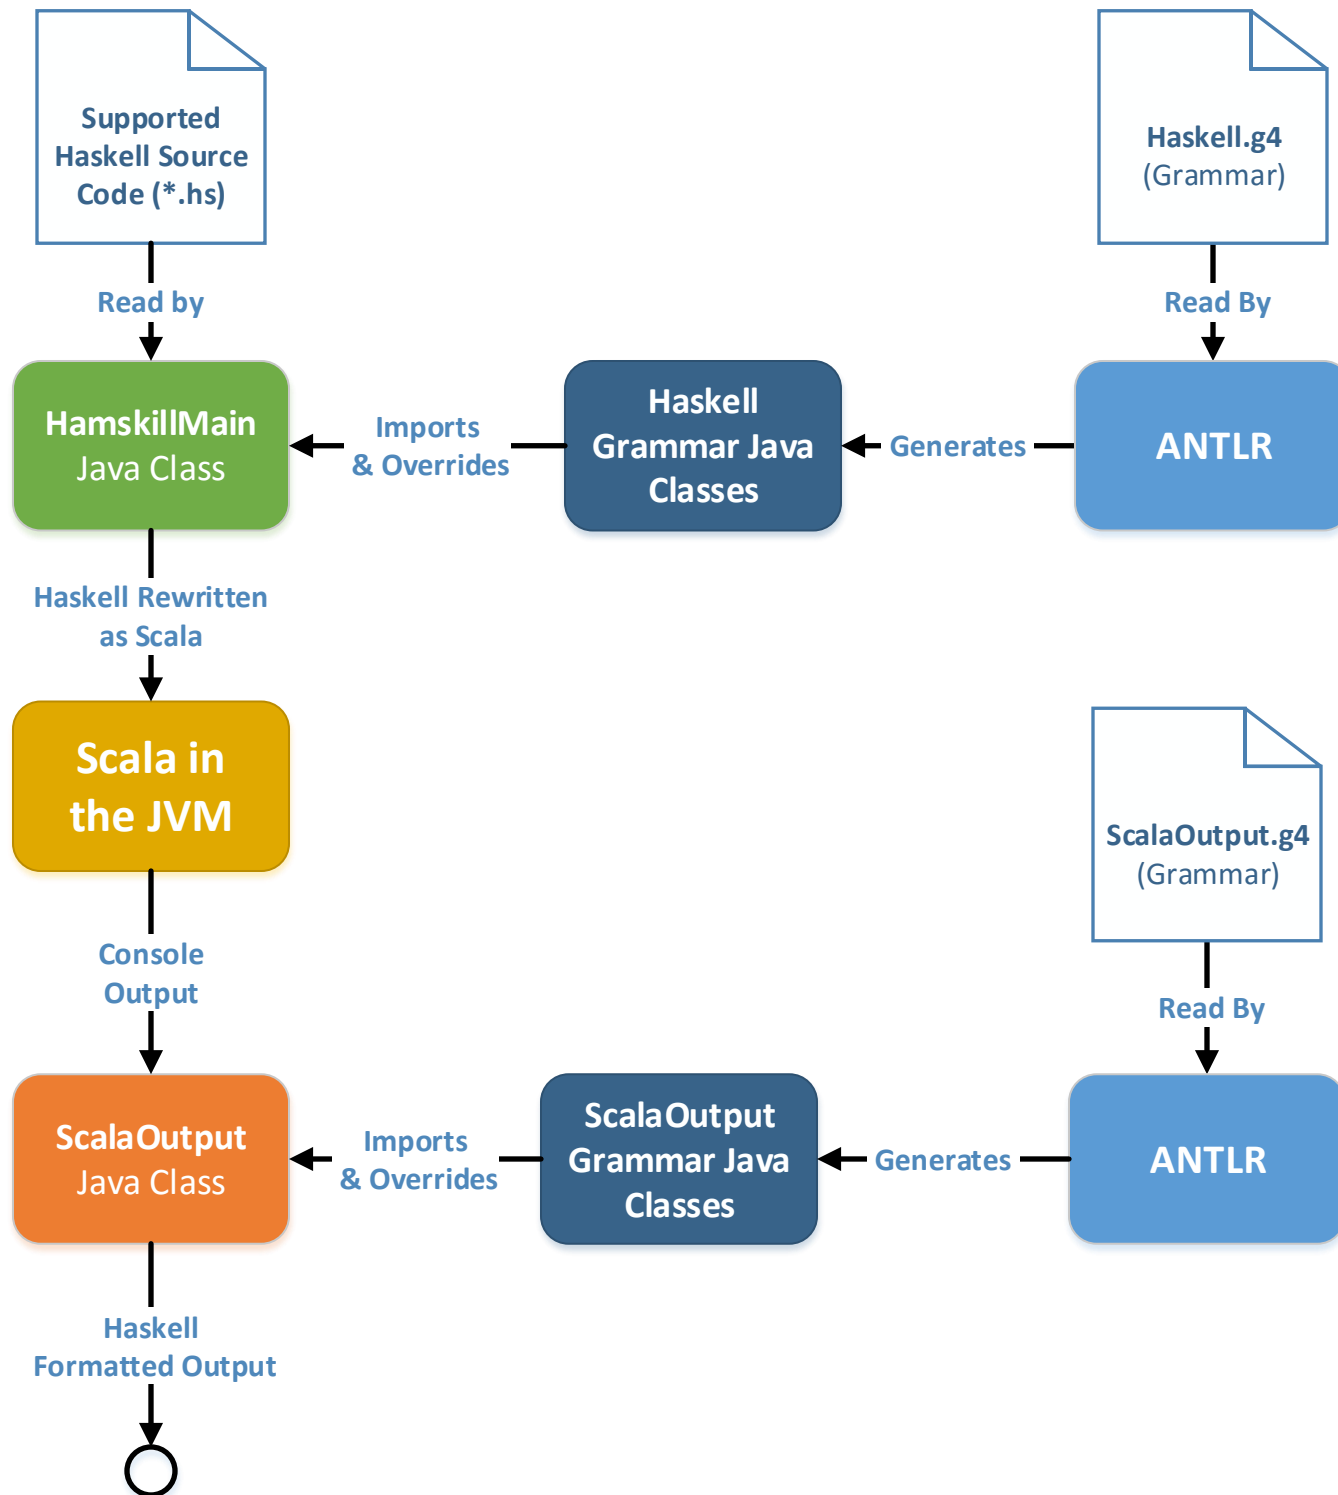 Supported
Haskell Source
Code (*.hs)
Haskell.g4
(Grammar)
Read by
Read By
HamskillMain
Java Class
Imports
& Overrides
Haskell
Grammar Java
Classes
Generates
ANTLR
Haskell Rewritten
as Scala
Scala in
the JVM
ScalaOutput.g4
(Grammar)
Console
Output
Read By
ScalaOutput
Java Class
Imports
& Overrides
ScalaOutput
Grammar Java
Classes
Generates
ANTLR
Haskell
Formatted Output